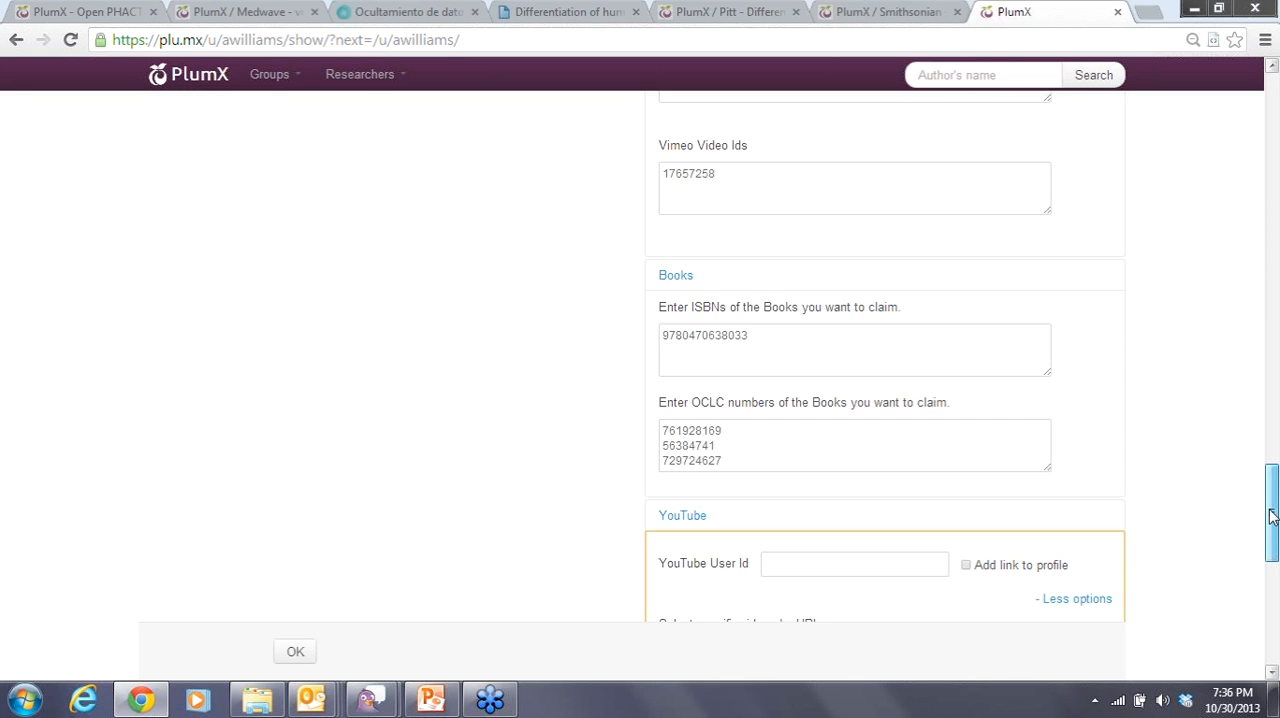 PlumX - Open PHACT
PlumX / Medwave - v
Ocultamiento de dato
Differentiation of hum
PlumX / Pitt - Differen
PlumX / Smithsonian
PlumX
https://plu.mx/u/awilliams/show/?next=/u/awilliams/
PlumX
Groups
Researchers
Author's name
Search
Vimeo Video Ids
17657258
Books
Enter ISBNs of the Books you want to claim.
9780470638033
Enter OCLC numbers of the Books you want to claim.
761928169
56384741
729724627
YouTube
YouTube User Id
Add link to profile
- Less options
OK
7:36 PM
10/30/2013